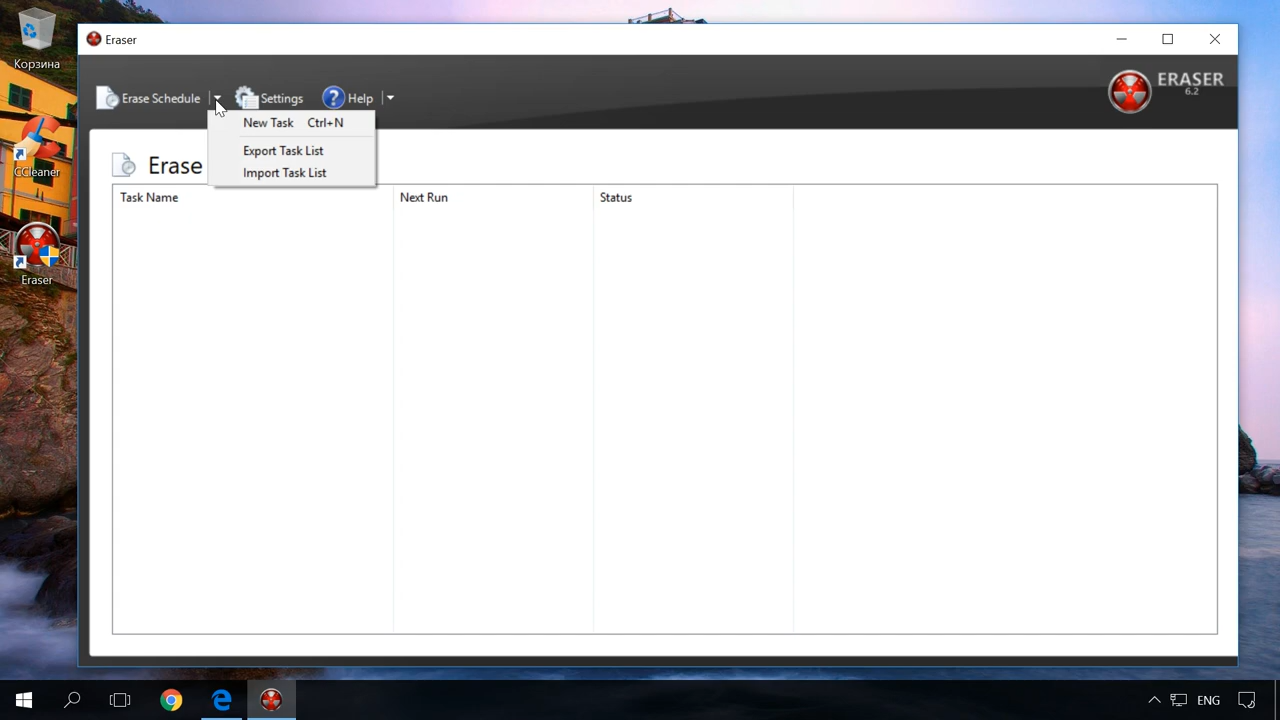 Корзина
CCleaner
Eraser
Eraser
Erase Schedule
Settings
Help
ERASER
6.2
New Task Ctrl+N
Export Task List
Import Task List
Erase
Task Name
Next Run
Status
ENG